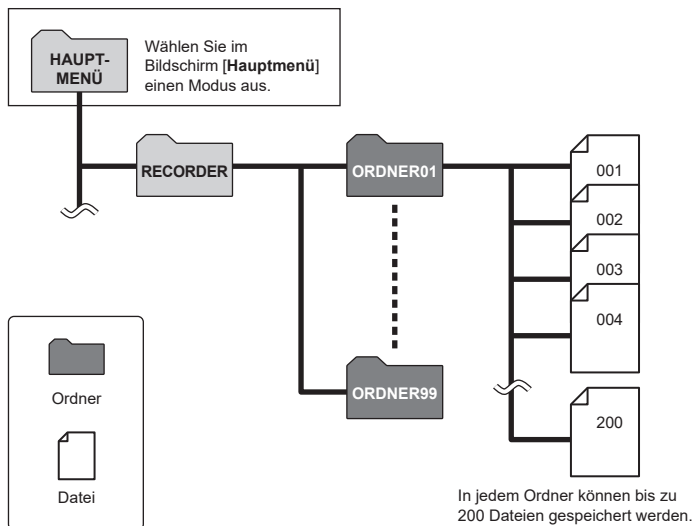 HAUPT-
MENÜ
Wählen Sie im
Bildschirm [Hauptmenü]
einen Modus aus.
RECORDER
ORDNER01
ORDNER99
001
002
003
004
200
In jedem Ordner können bis zu
200 Dateien gespeichert werden.
Ordner
Datei